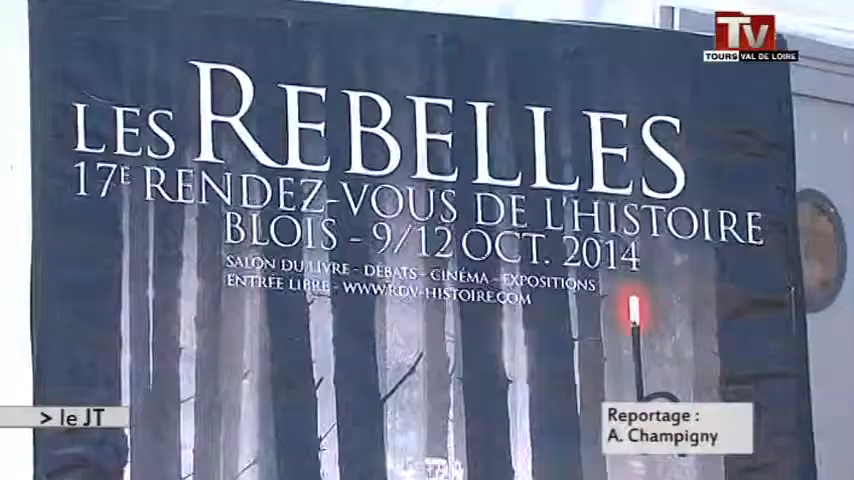 TV
TOURS VAL DE LOIRE
LES REBELLES
17E RENDEZ-VOUS DE L'HISTOIRE
BLOIS - 9/12 OCT. 2014
SALON DU LIVRE - DÉBATS - CINÉMA - EXPOSITIONS
ENTRÉE LIBRE - WWW.RDV-HISTOIRE.COM
> le JT
Reportage :
A. Champigny